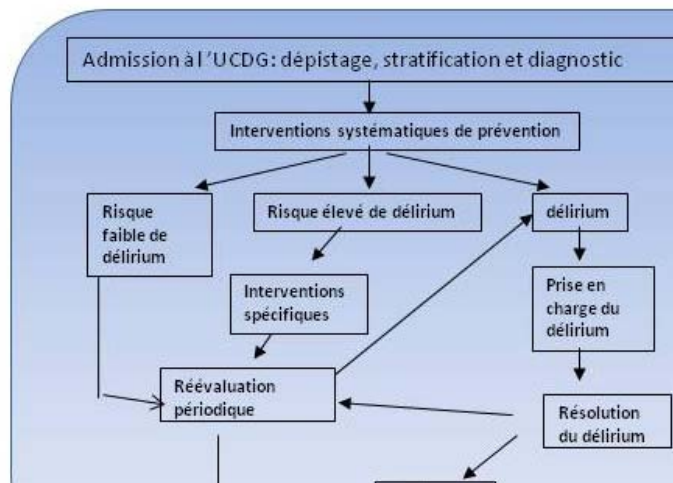 Admission à l'UCDG: dépistage, stratification et diagnostic
Interventions systématiques de prévention
Risque
faible de
délirium
Risque élevé de délirium
délirium
Interventions
spécifiques
Prise en
charge du
délirium
Réévaluation
périodique
Résolution
du délirium